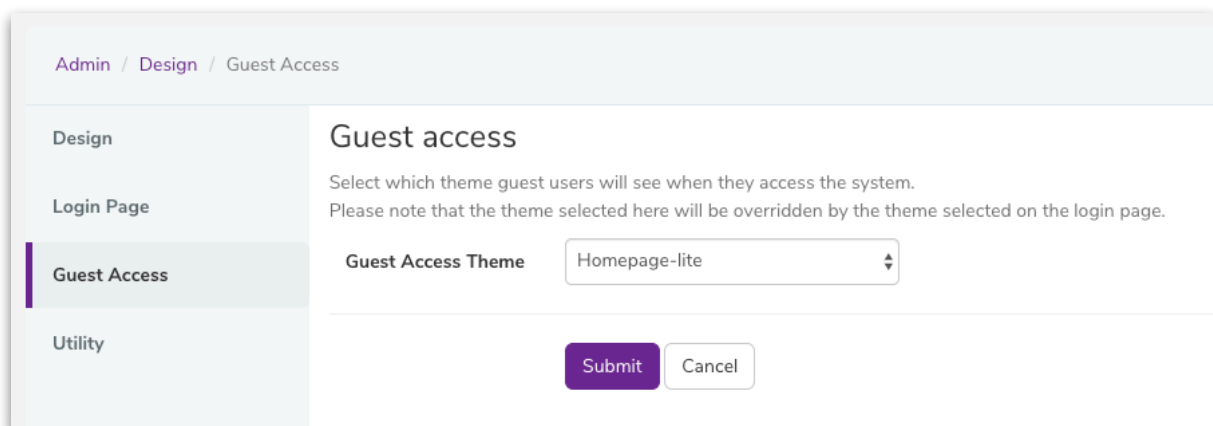 Admin / Design / Guest Access
Design
Login Page
Guest Access
Utility
Guest access
Select which theme guest users will see when they access the system.
Please note that the theme selected here will be overridden by the theme selected on the login page.
Guest Access Theme
Homepage-lite
Submit
Cancel